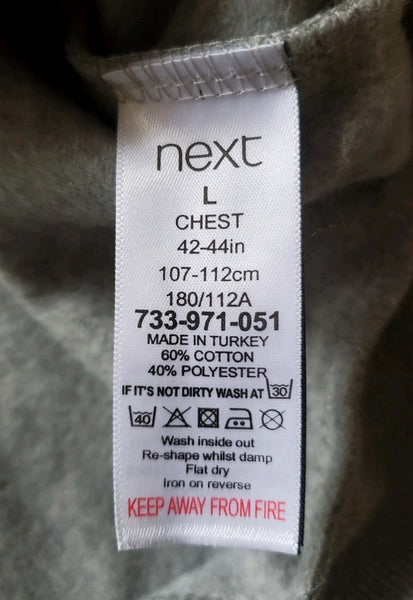 next
L
CHEST
42-44in
107-112cm
180/112A
733-971-051
MADE IN TURKEY
60% COTTON
40% POLYESTER
IF IT'S NOT DIRTY WASH AT 30
40
Wash inside out
Re-shape whilst damp
Flat dry
Iron on reverse
KEEP AWAY FROM FIRE